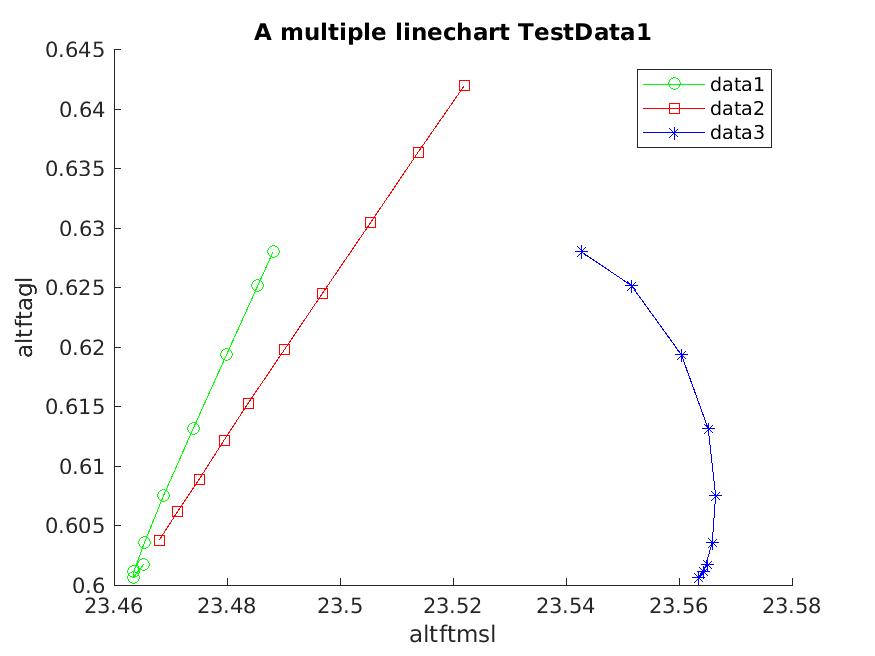 A multiple linechart TestData1
data1
data2
data3
altftagl
0.645
0.64
0.635
0.63
0.625
0.62
0.615
0.61
0.605
0.6
23.46 23.48 23.5 23.52 23.54 23.56 23.58
altftmsl